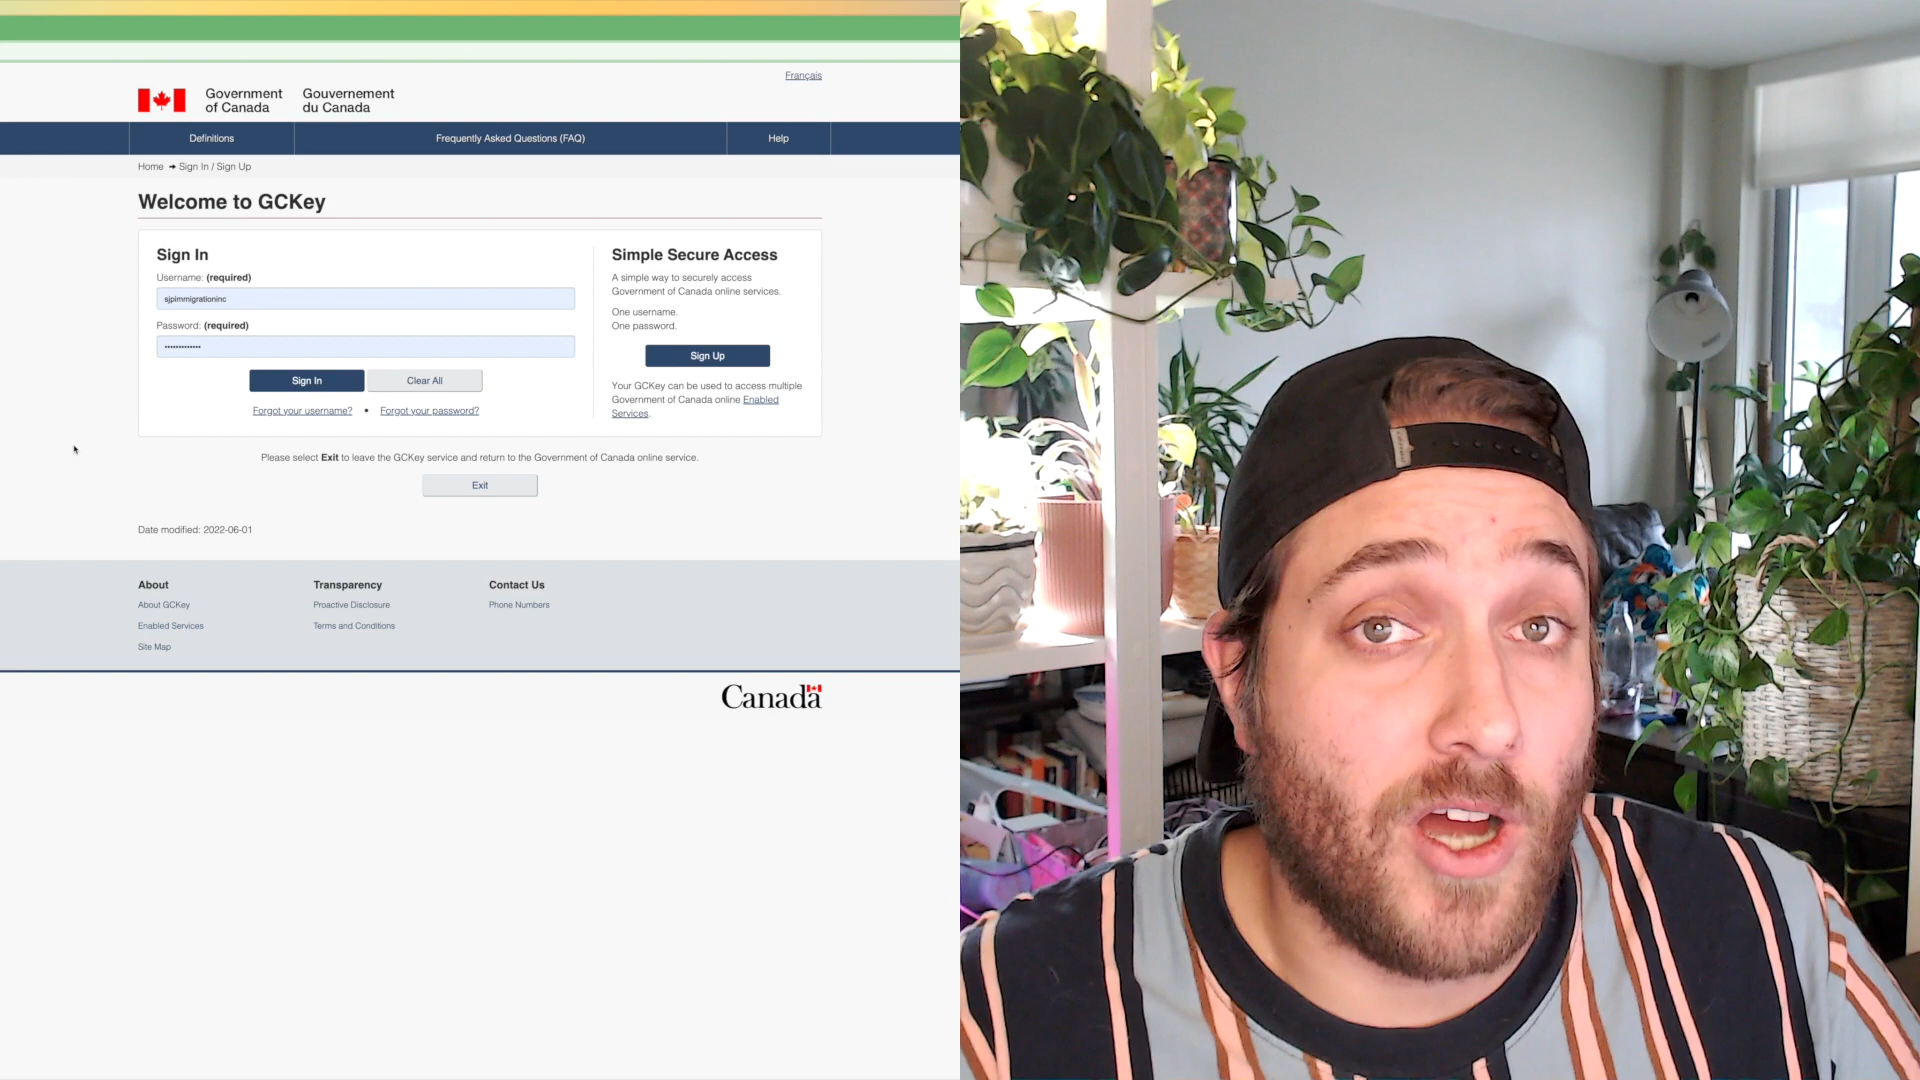 Français
Government of Canada
Gouvernement du Canada
Definitions
Frequently Asked Questions (FAQ)
Help
Home ➔ Sign In / Sign Up
Welcome to GCKey
Sign In
Username: (required)
sjpimmigrationinc
Password: (required)
•••••••••••••
Sign In
Clear All
Forgot your username? • Forgot your password?
Simple Secure Access
A simple way to securely access
Government of Canada online services.
One username.
One password.
Sign Up
Your GCKey can be used to access multiple
Government of Canada online Enabled
Services.
Please select Exit to leave the GCKey service and return to the Government of Canada online service.
Exit
Date modified: 2022-06-01
About
About GCKey
Enabled Services
Site Map
Transparency
Proactive Disclosure
Terms and Conditions
Contact Us
Phone Numbers
Canada